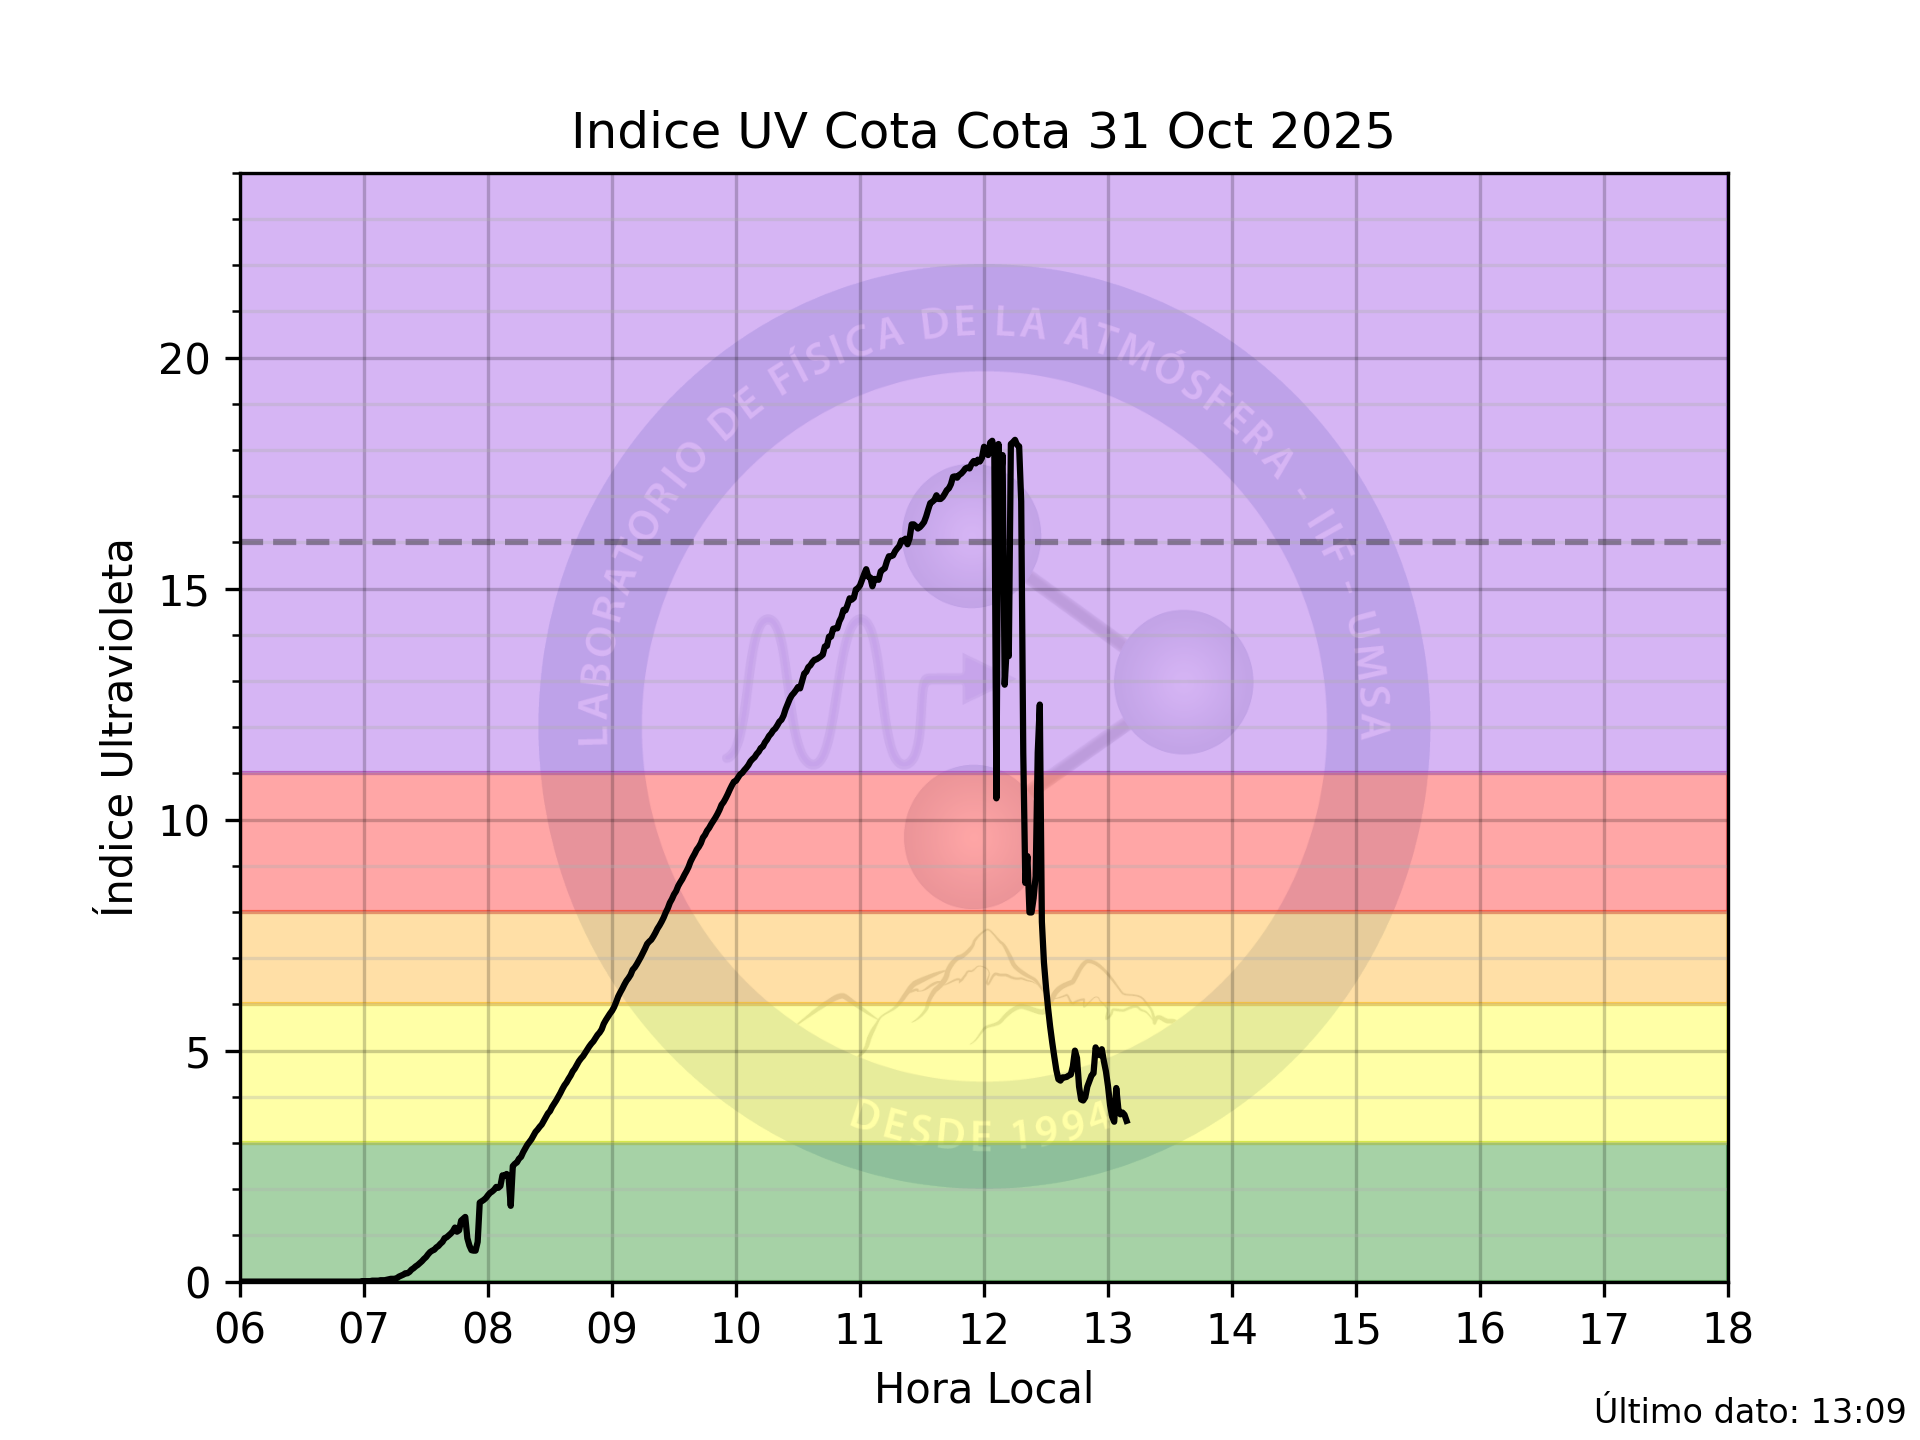 Indice UV Cota Cota 31 Oct 2025
20
15
10
5
0
Índice Ultravioleta
LABORATORIO DE FÍSICA DE LA ATMÓSFERA - IIF - UMSA
DESDE 1994
06 07 08 09 10 11 12 13 14 15 16 17 18
Hora Local
Último dato: 13:09